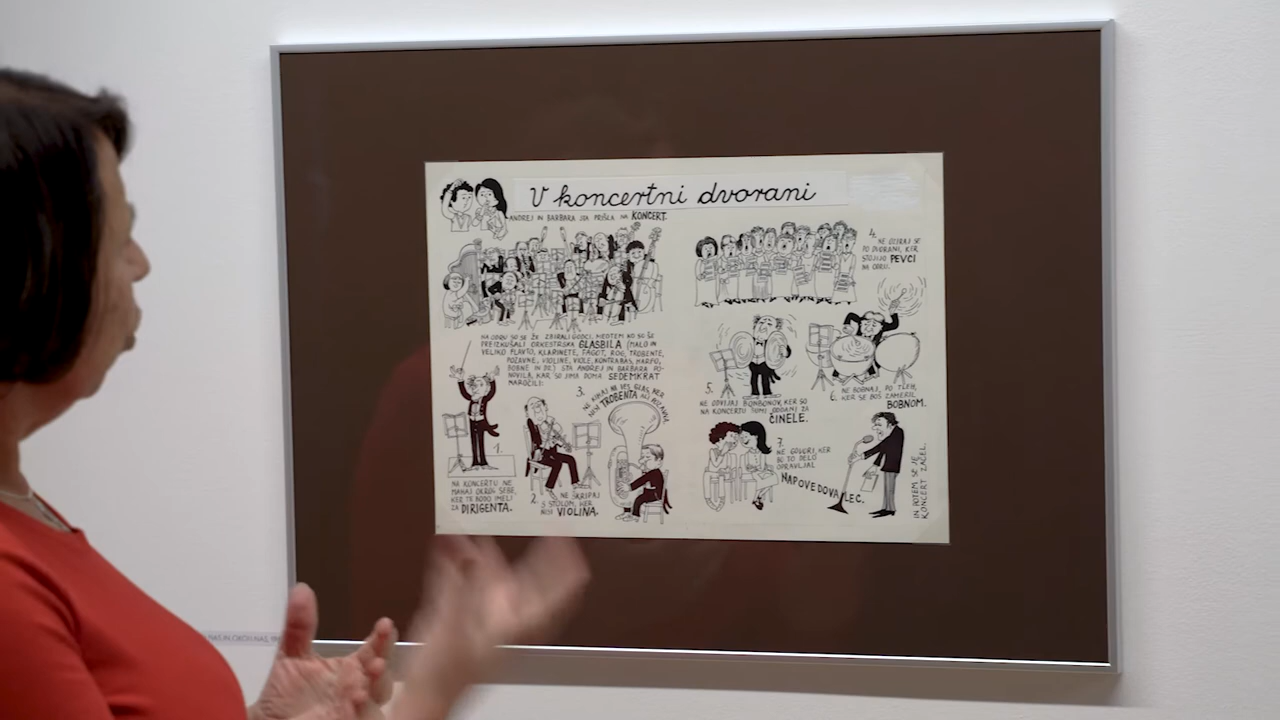 V koncertni dvorani
ANDREJ IN BARBARA STA PRIŠLA NA KONCERT.
NA ODRU SO SE ŽE ZBIRALI GODCI. MEDTEM KO SO ŠE
PREIZKUŠALI ORKESTRSKA GLASBILA (MALO IN
VELIKO FLAVTO, KLARINETE, FAGOT, ROG, TROBENTE,
POZAVNE, VIOLINE, VIOLE, KONTRABAS, HARFO,
BOBNE IN DR.) STA ANDREJ IN BARBARA PO-
NOVILA, KAR SO JIMA DOMA SEDEMKRAT
NAROČILI:
1.
NA KONCERTU NE
MAHAJ OKROG SEBE,
KER TE BODO IMELI
ZA DIRIGENTA.
2. NE ŠKRIPAJ
S STOLOM, KER
NISI VIOLINA.
3.
NE KIHAJ NA VES GLAS, KER
NISI TROBENTA ALI POZAVNA
4.
NE OZIRAJ SE
PO DVORANI, KER
STOJIJO PEVCI
NA ODRU.
5.
NE ODVIJAJ BONBONOV, KER SO
NA KONCERTU ŠUMI ODDANI ZA
ČINELE.
6. NE BOBNAJ PO TLEH,
KER SE BOŠ ZAMERIL
BOBNOM.
7.
NE GOVORI, KER
BI TO DELO
OPRAVLJAL
NAPOVEDOVALEC.
IN POTEM SE JE
KONCERT ZAČEL.